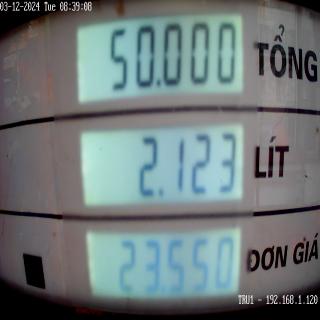 03-12-2024 Tue 08:39:08
50.000 TỔNG
2.123 LÍT
23.550 ĐƠN GIÁ
TRU1 - 192.168.1.120